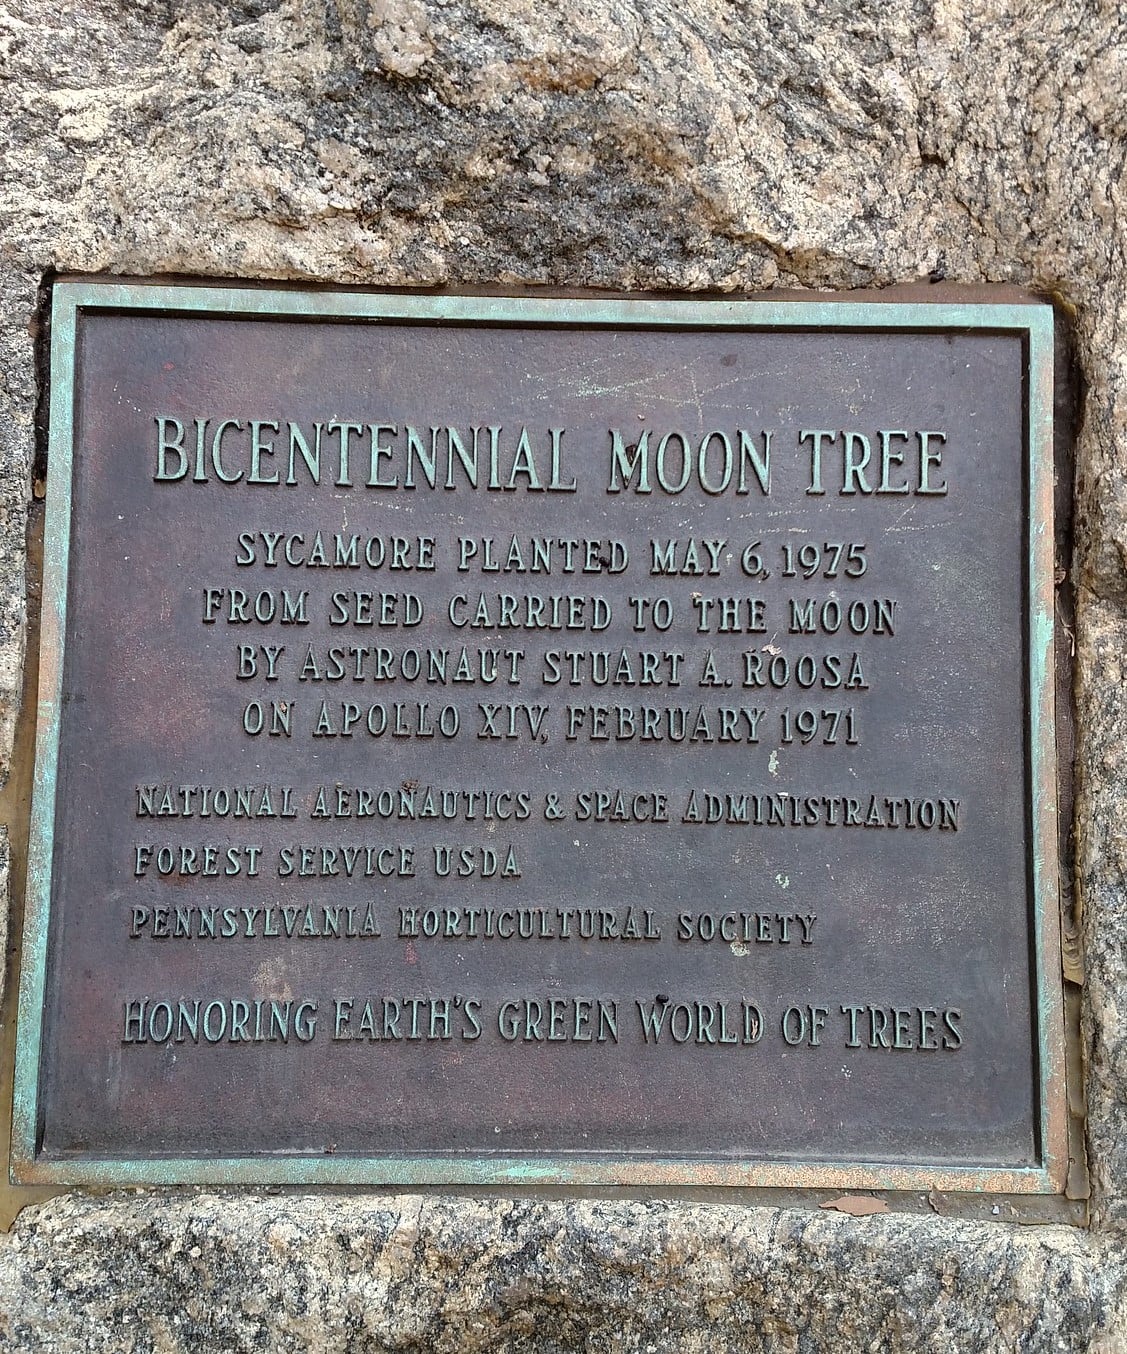 BICENTENNIAL MOON TREE
SYCAMORE PLANTED MAY 6, 1975
FROM SEED CARRIED TO THE MOON
BY ASTRONAUT STUART A. ROOSA
ON APOLLO XIV, FEBRUARY 1971
NATIONAL AERONAUTICS & SPACE ADMINISTRATION
FOREST SERVICE USDA
PENNSYLVANIA HORTICULTURAL SOCIETY
HONORING EARTH'S GREEN WORLD OF TREES